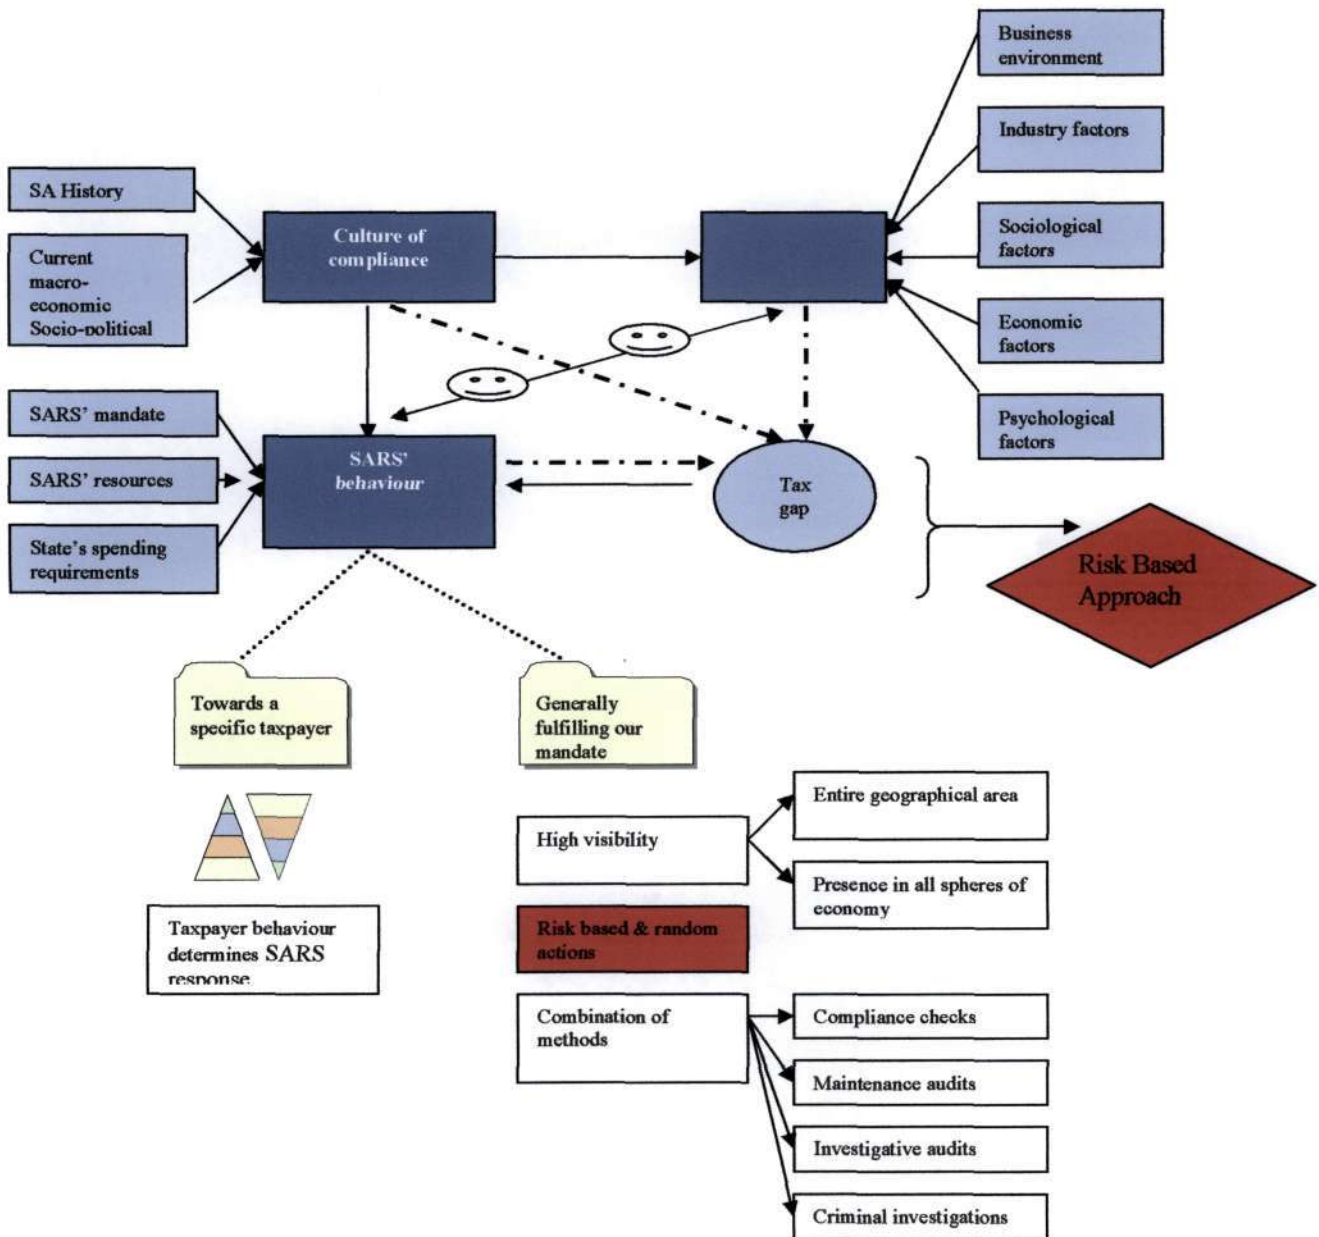 Business
environment
Industry factors
SA History
Culture of
compliance
Sociological
factors
Current
macro-
economic
Socio-political
Economic
factors
SARS' mandate
Psychological
factors
SARS'
behaviour
SARS' resources
Tax
gap
State's spending
requirements
Risk Based
Approach
Towards a
specific taxpayer
Generally
fulfilling our
mandate
Entire geographical area
High visibility
Presence in all spheres of
economy
Risk based & random
actions
Taxpayer behaviour
determines SARS
response
Combination of
methods
Compliance checks
Maintenance audits
Investigative audits
Criminal investigations